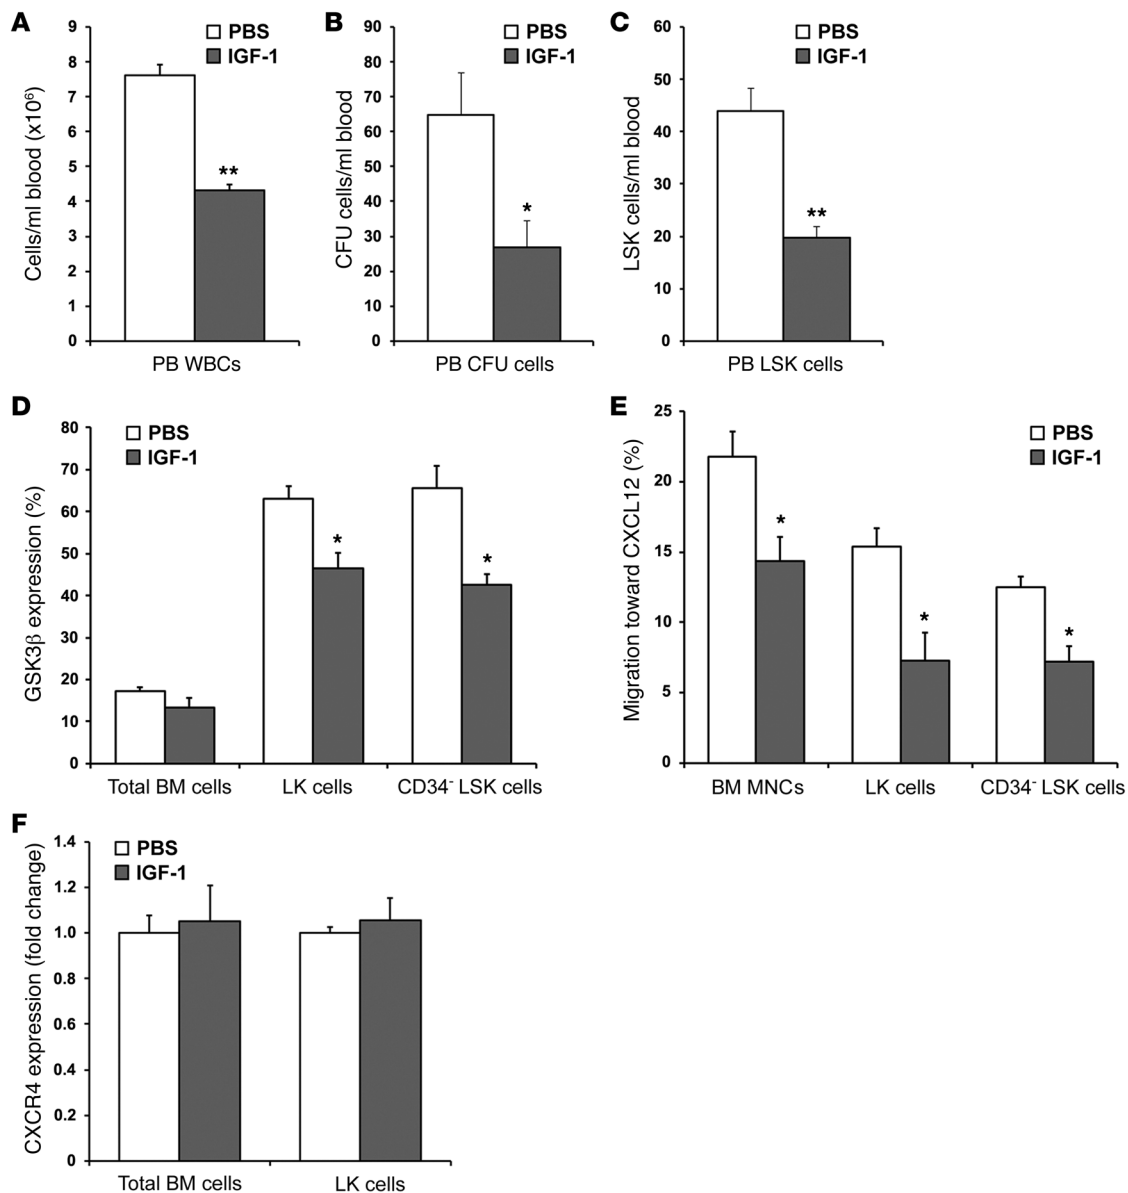 A
Cells/ml blood (x10⁶)
9
8
7
6
5
4
3
2
1
0
PBS
IGF-1
**
PB WBCs
B
CFU cells/ml blood
90
80
70
60
50
40
30
20
10
0
PBS
IGF-1
*
PB CFU cells
C
LSK cells/ml blood
60
50
40
30
20
10
0
PBS
IGF-1
**
PB LSK cells
D
GSK3β expression (%)
80
70
60
50
40
30
20
10
0
PBS
IGF-1
*
*
Total BM cells
LK cells
CD34⁻ LSK cells
E
Migration toward CXCL12 (%)
25
20
15
10
5
0
PBS
IGF-1
*
*
*
BM MNCs
LK cells
CD34⁻ LSK cells
F
CXCR4 expression (fold change)
1.4
1.2
1.0
0.8
0.6
0.4
0.2
0
PBS
IGF-1
Total BM cells
LK cells